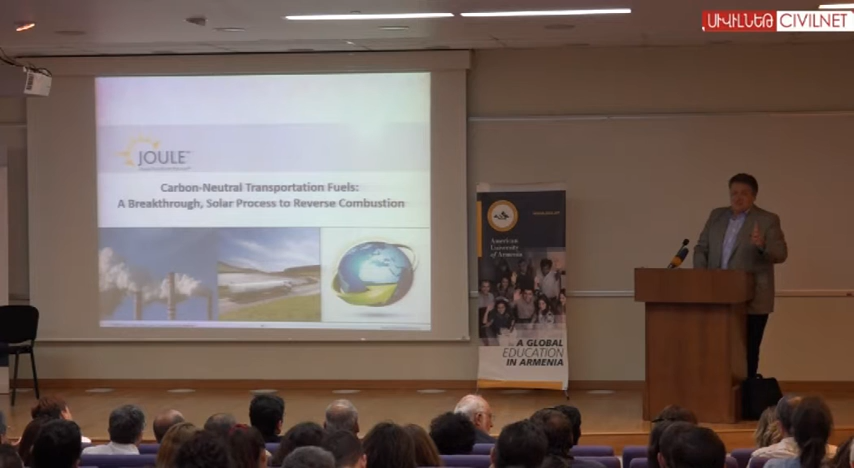 ՍԻՎԻԼՆԵԹ CIVILNET
JOULE™
Carbon-Neutral Transportation Fuels:
A Breakthrough, Solar Process to Reverse Combustion
American
University
of Armenia
A GLOBAL
EDUCATION
IN ARMENIA